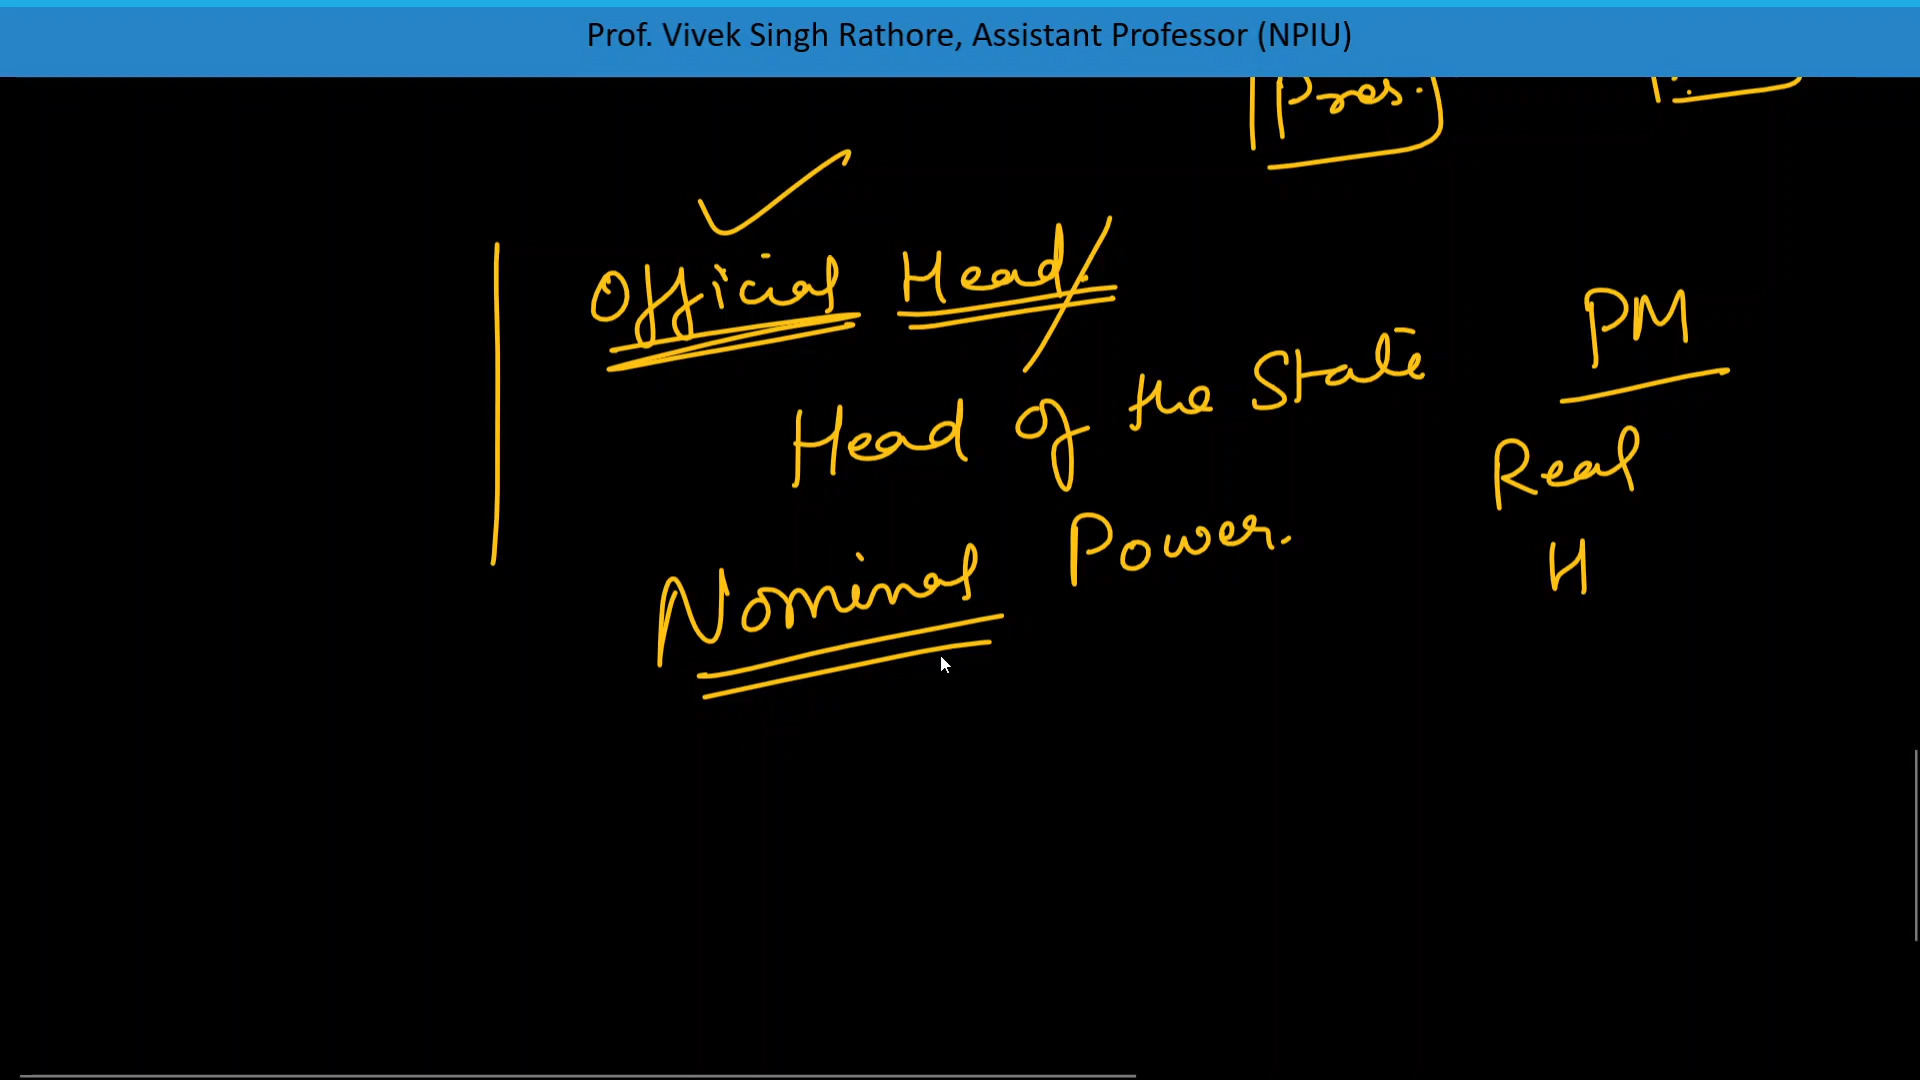 Prof. Vivek Singh Rathore, Assistant Professor (NPIU)
Pres.
Official Head
Head of the State
Nominal Power.
PM
Real
H